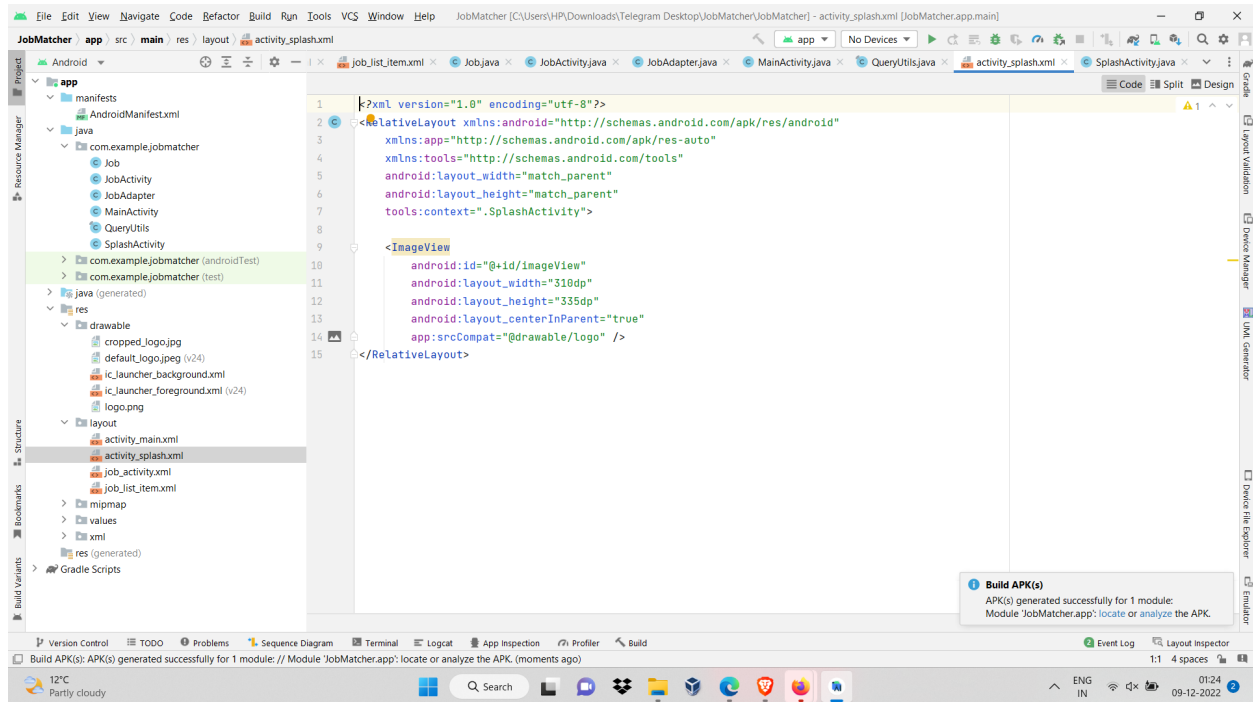 File Edit View Navigate Code Refactor Build Run Tools VCS Window Help JobMatcher [C:\Users\HP\Downloads\Telegram Desktop\JobMatcher\JobMatcher] - activity_splash.xml [JobMatcher.app.main]
JobMatcher app src main res layout activity_splash.xml app No Devices
Android job_list_item.xml Job.java JobActivity.java JobAdapter.java MainActivity.java QueryUtils.java activity_splash.xml SplashActivity.java
Code Split Design
Project
Resource Manager
Structure
Bookmarks
Build Variants
app
manifests
AndroidManifest.xml
java
com.example.jobmatcher
Job
JobActivity
JobAdapter
MainActivity
QueryUtils
SplashActivity
com.example.jobmatcher (androidTest)
com.example.jobmatcher (test)
java (generated)
res
drawable
cropped_logo.jpg
default_logo.jpeg (v24)
ic_launcher_background.xml
ic_launcher_foreground.xml (v24)
logo.png
layout
activity_main.xml
activity_splash.xml
job_activity.xml
job_list_item.xml
mipmap
values
xml
res (generated)
Gradle Scripts
1 <?xml version="1.0" encoding="utf-8"?>
2 <RelativeLayout xmlns:android="http://schemas.android.com/apk/res/android"
3 xmlns:app="http://schemas.android.com/apk/res-auto"
4 xmlns:tools="http://schemas.android.com/tools"
5 android:layout_width="match_parent"
6 android:layout_height="match_parent"
7 tools:context=".SplashActivity">
8
9 <ImageView
10 android:id="@+id/imageView"
11 android:layout_width="310dp"
12 android:layout_height="335dp"
13 android:layout_centerInParent="true"
14 app:srcCompat="@drawable/logo" />
15 </RelativeLayout>
1
Gradle
Layout Validation
Device Manager
UML Generator
Device File Explorer
Emulator
Build APK(s)
APK(s) generated successfully for 1 module:
Module 'JobMatcher.app': locate or analyze the APK.
Version Control TODO Problems Sequence Diagram Terminal Logcat App Inspection Profiler Build 2 Event Log Layout Inspector
Build APK(s): APK(s) generated successfully for 1 module: // Module 'JobMatcher.app': locate or analyze the APK. (moments ago) 1:1 4 spaces
12°C
Partly cloudy
Search
ENG
IN
01:24
09-12-2022
2